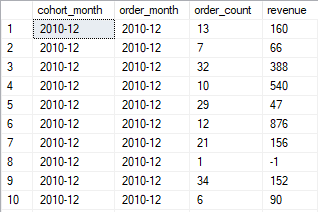 cohort_month order_month order_count revenue
1 2010-12 2010-12 13 160
2 2010-12 2010-12 7 66
3 2010-12 2010-12 32 388
4 2010-12 2010-12 10 540
5 2010-12 2010-12 29 47
6 2010-12 2010-12 12 876
7 2010-12 2010-12 21 156
8 2010-12 2010-12 1 -1
9 2010-12 2010-12 34 152
10 2010-12 2010-12 6 90